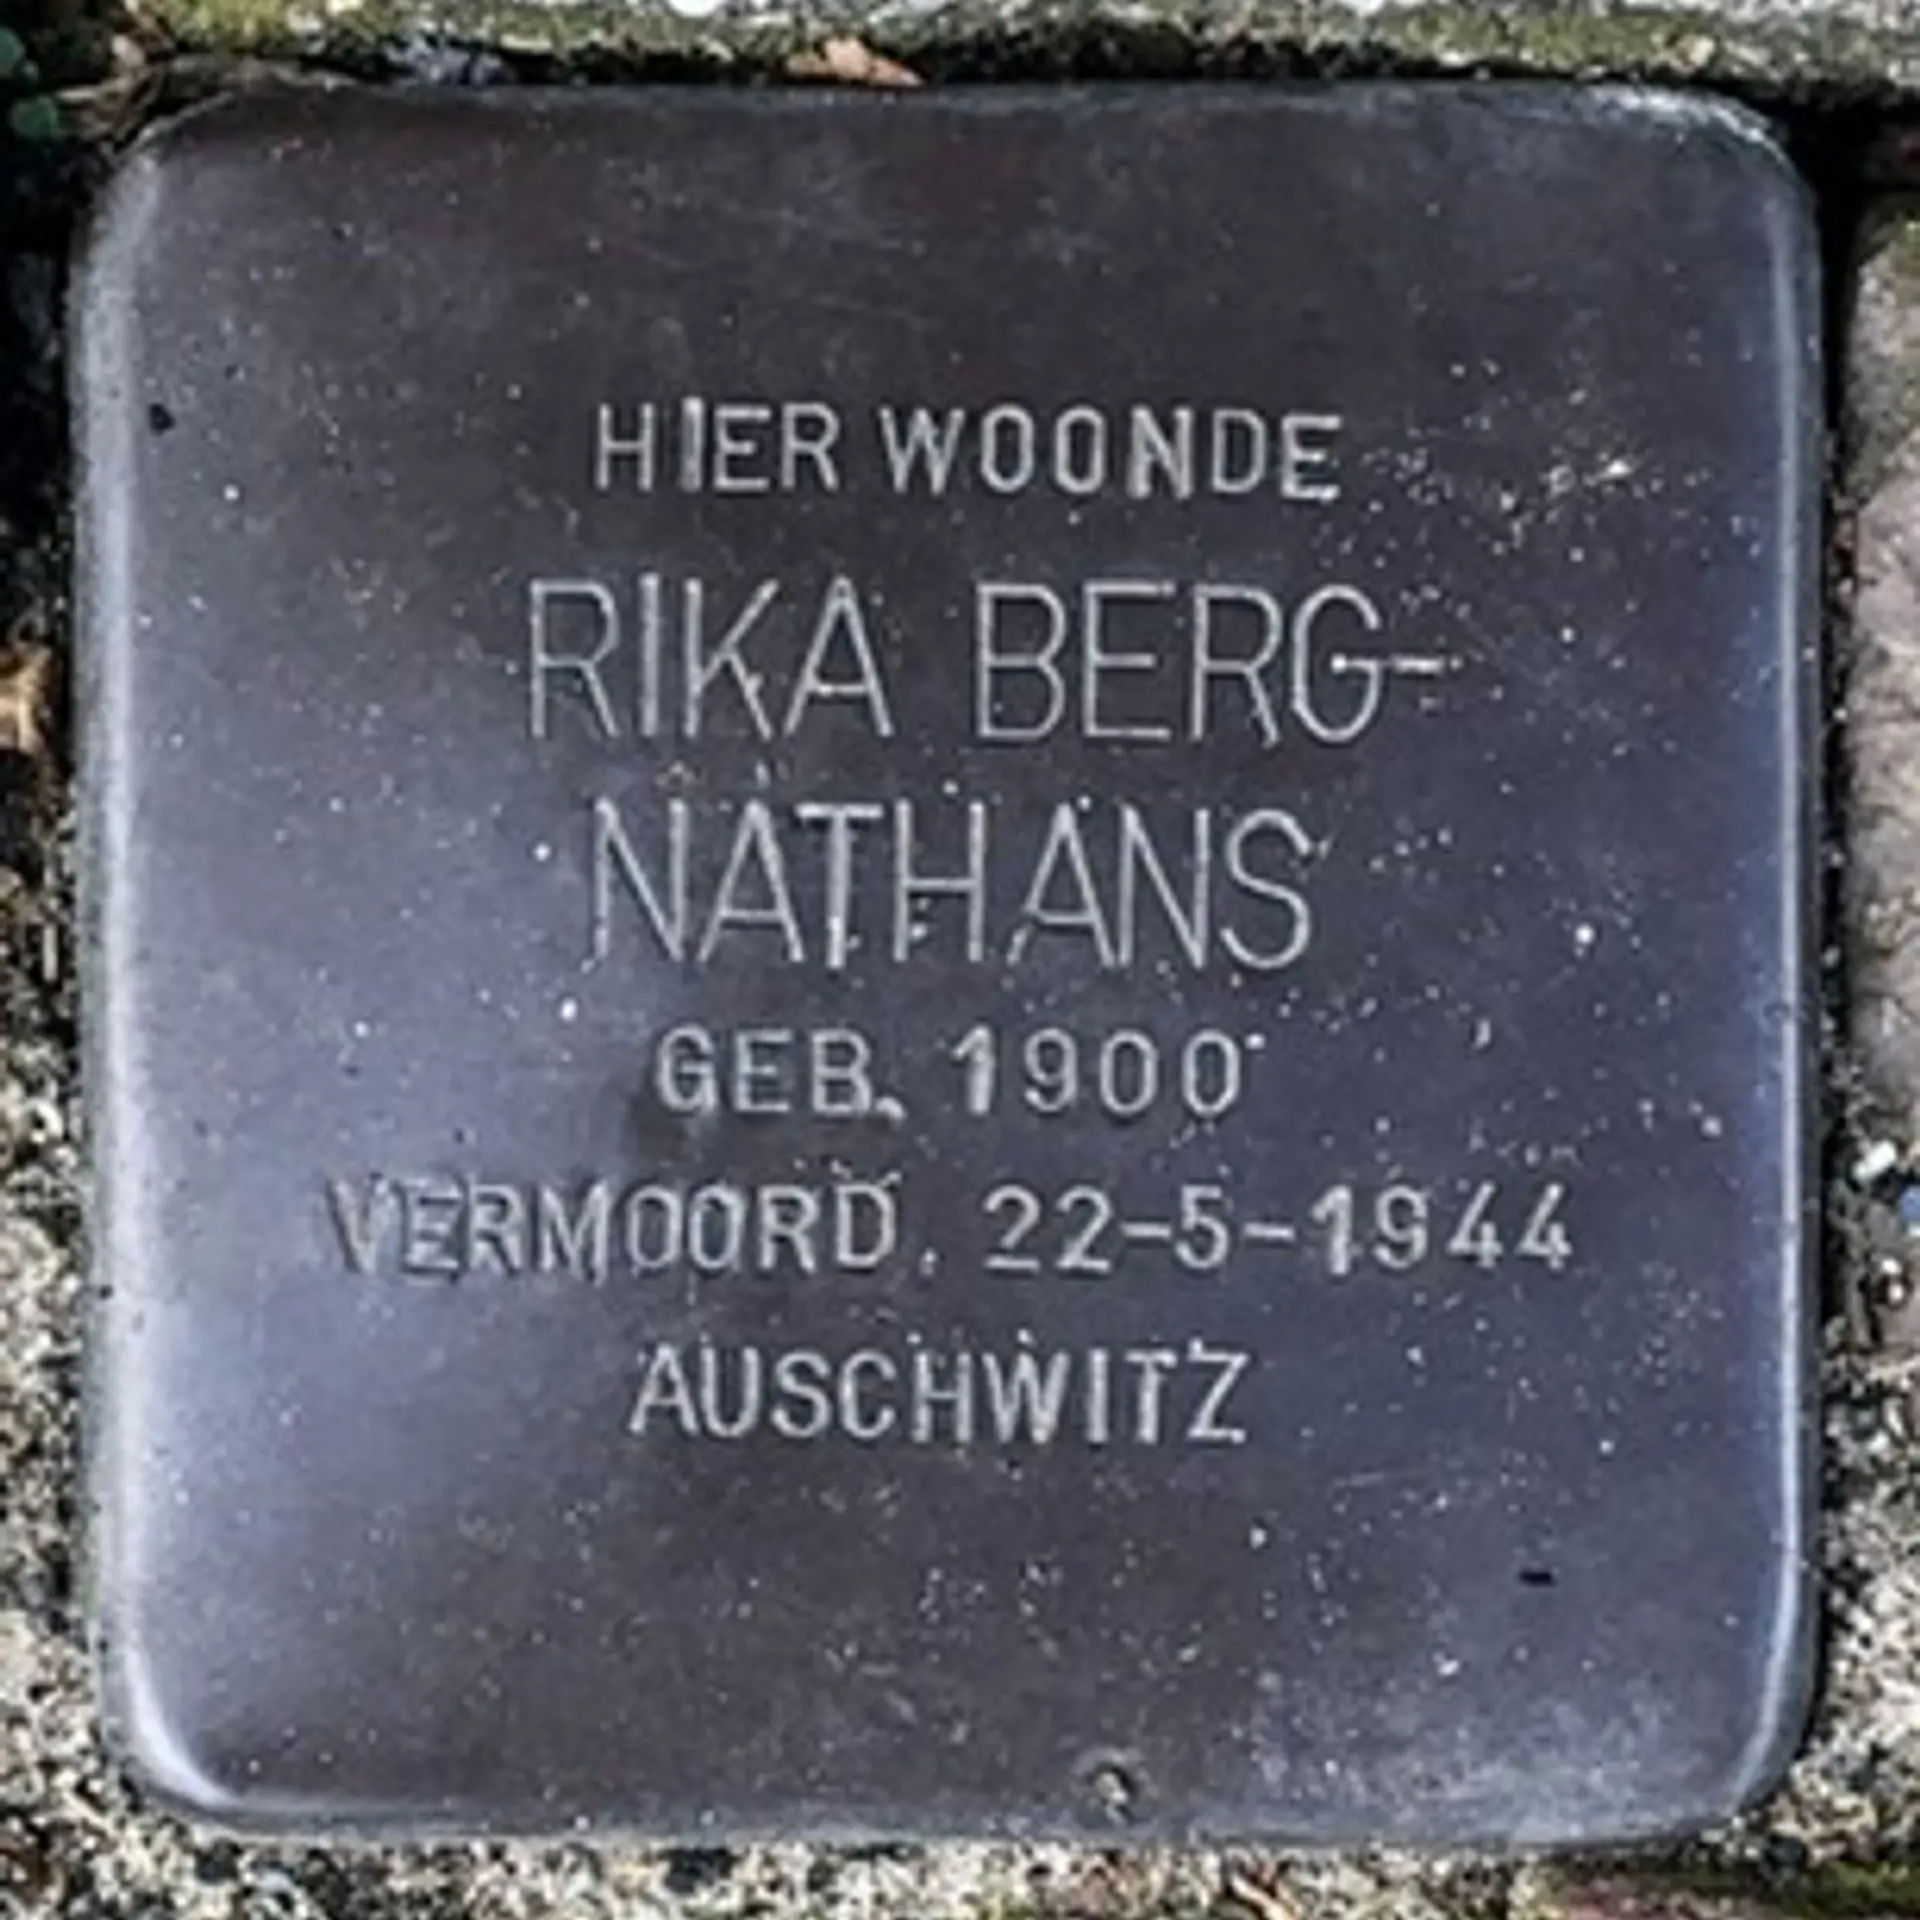 HIER WOONDE
RIKA BERG-
NATHANS
GEB. 1900
VERMOORD. 22-5-1944
AUSCHWITZ